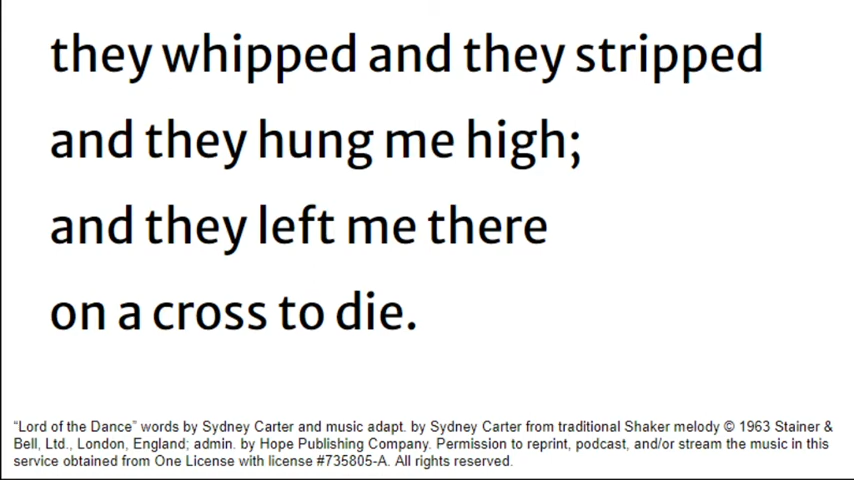 they whipped and they stripped
and they hung me high;
and they left me there
on a cross to die.
“Lord of the Dance” words by Sydney Carter and music adapt. by Sydney Carter from traditional Shaker melody © 1963 Stainer &
Bell, Ltd., London, England; admin. by Hope Publishing Company. Permission to reprint, podcast, and/or stream the music in this
service obtained from One License with license #735805-A. All rights reserved.